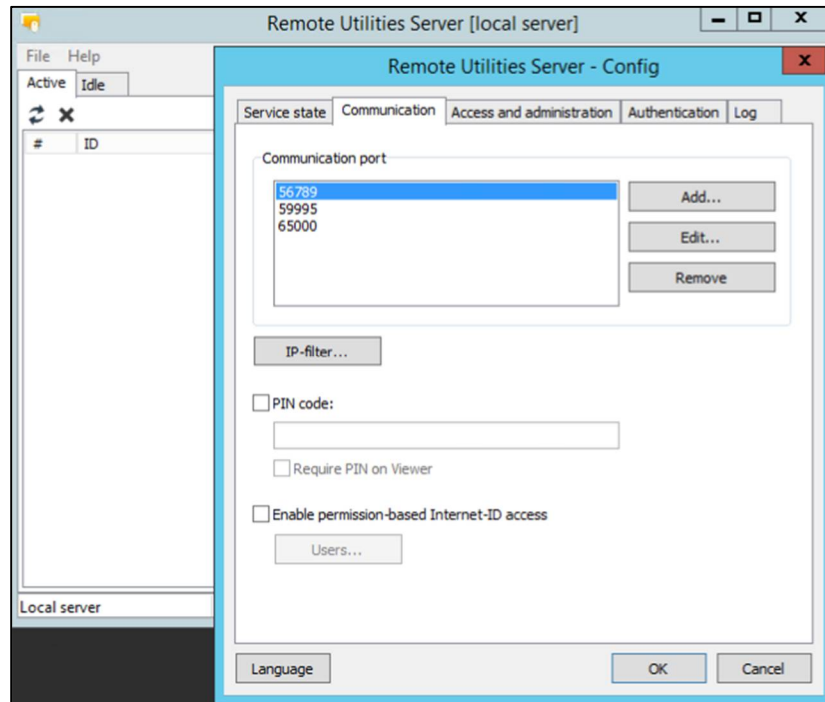 Remote Utilities Server [local server]
File Help
Active Idle
# ID
Local server
Remote Utilities Server - Config
Service state Communication Access and administration Authentication Log
Communication port
56789
59995
65000
Add...
Edit...
Remove
IP-filter...
PIN code:
Require PIN on Viewer
Enable permission-based Internet-ID access
Users...
Language OK Cancel